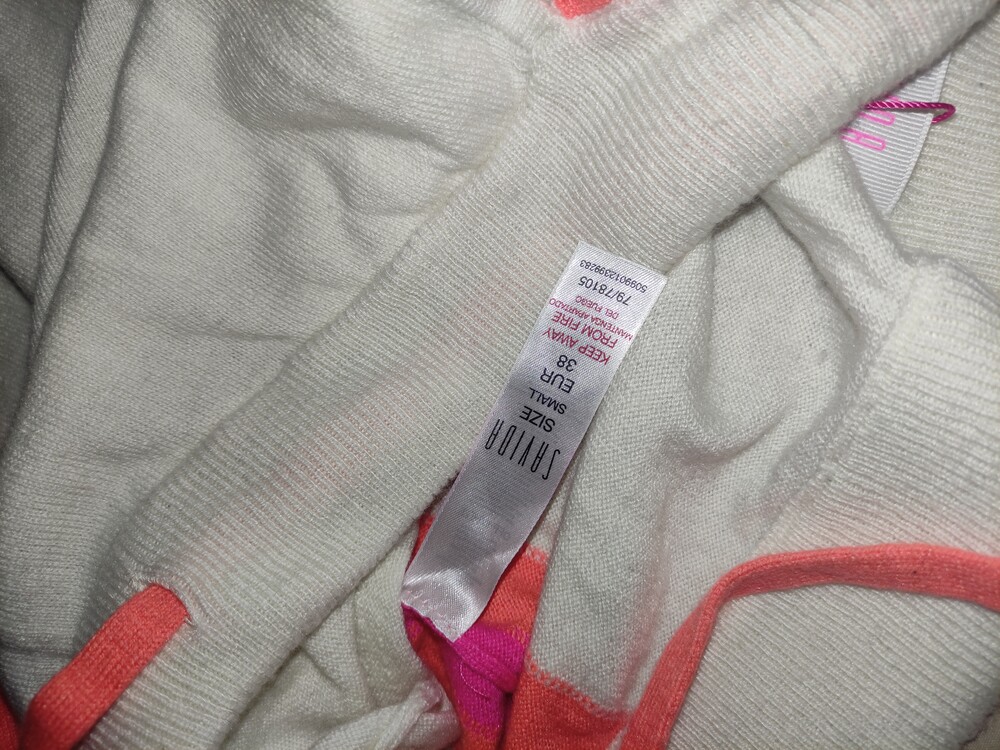 SAVIDA
SIZE
SMALL
EUR
38
KEEP AWAY
FROM FIRE
MANTENGA APARTADO
DEL FUEGO
79/78105
5099012399283